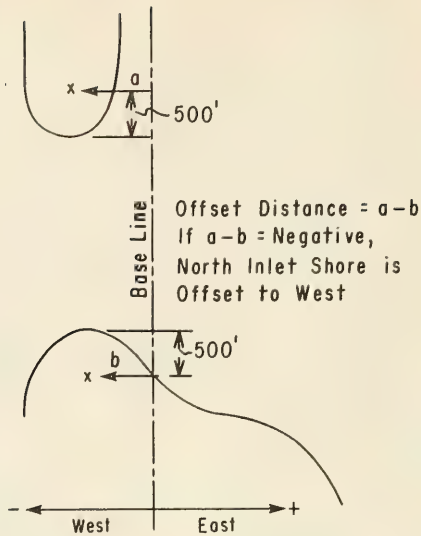 a
x
500'
Base Line
Offset Distance = a-b
If a-b = Negative,
North Inlet Shore is
Offset to West
500'
b
x
- +
West East